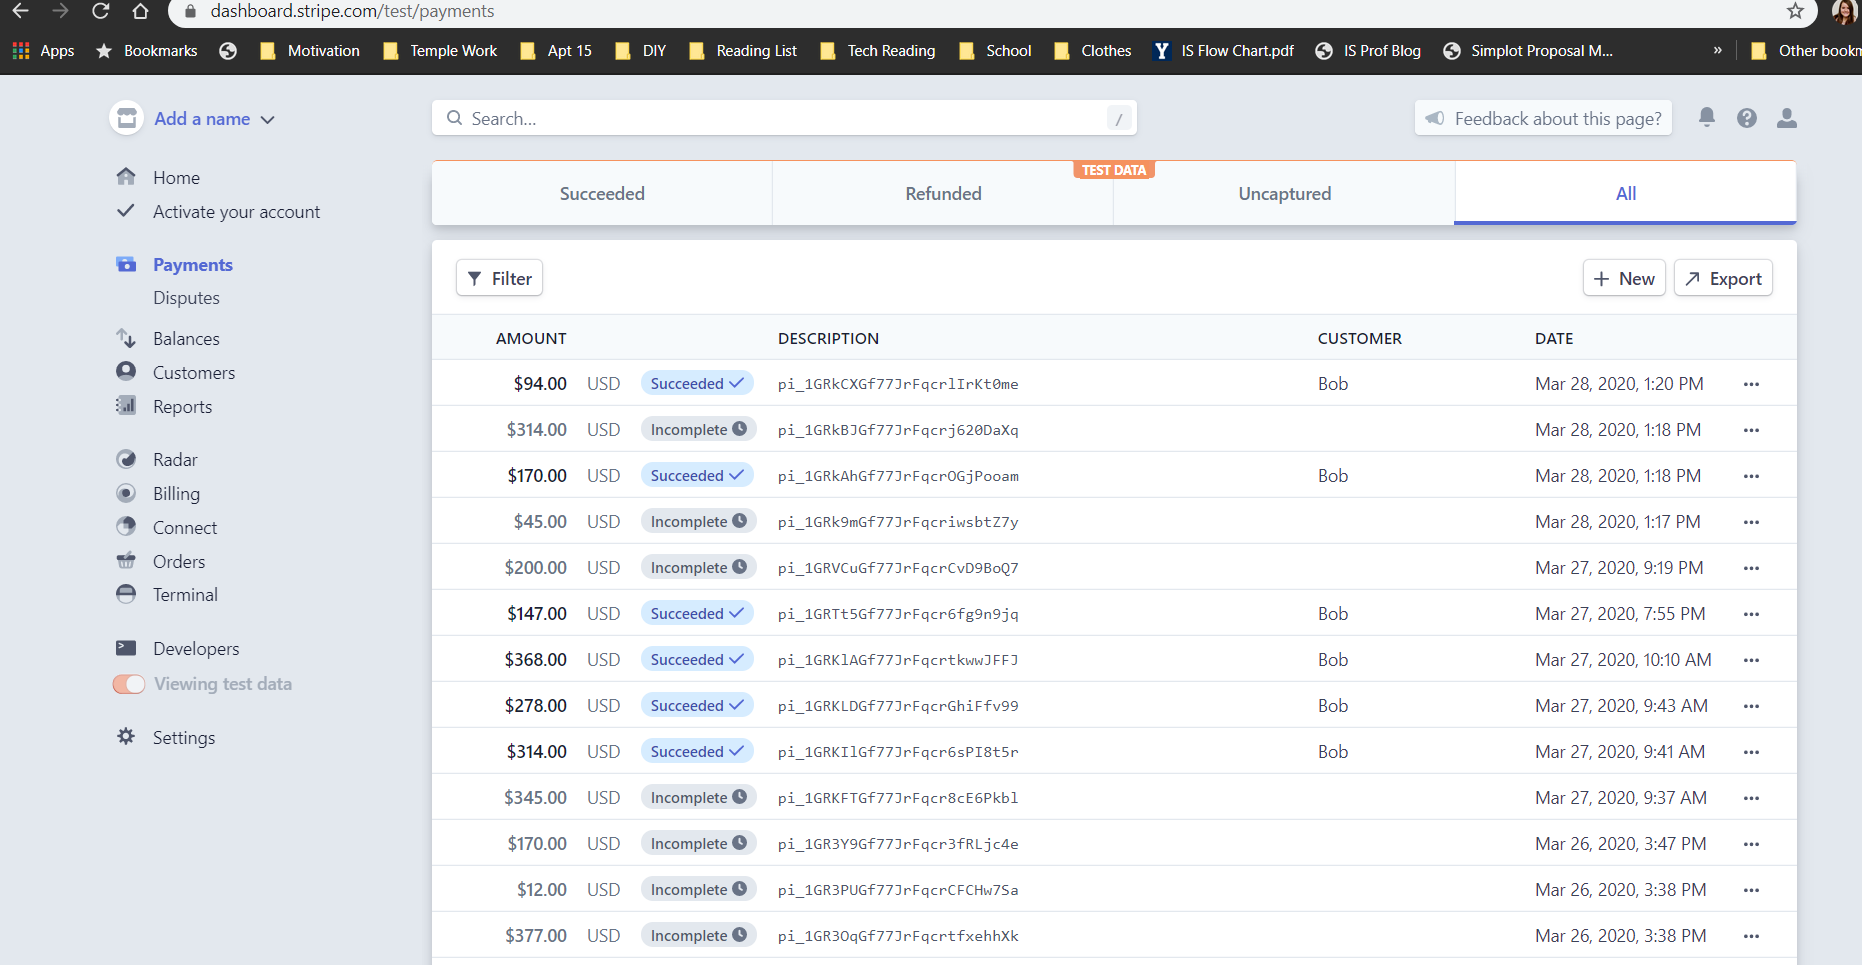 dashboard.stripe.com/test/payments
Apps Bookmarks Motivation Temple Work Apt 15 DIY Reading List Tech Reading School Clothes Y IS Flow Chart.pdf IS Prof Blog Simplot Proposal M... » Other bookm
Add a name
Search... /
Feedback about this page?
Home
Activate your account
Payments
Disputes
Balances
Customers
Reports
Radar
Billing
Connect
Orders
Terminal
Developers
Viewing test data
Settings
TEST DATA
Succeeded Refunded Uncaptured All
Filter + New Export
AMOUNT DESCRIPTION CUSTOMER DATE
$94.00 USD Succeeded pi_1GRkCXGf77JrFqcrlIrKt0me Bob Mar 28, 2020, 1:20 PM
$314.00 USD Incomplete pi_1GRkBJGf77JrFqcrj620DaXq Mar 28, 2020, 1:18 PM
$170.00 USD Succeeded pi_1GRkAhGf77JrFqcrOGjPooam Bob Mar 28, 2020, 1:18 PM
$45.00 USD Incomplete pi_1GRk9mGf77JrFqcriwsbtZ7y Mar 28, 2020, 1:17 PM
$200.00 USD Incomplete pi_1GRVCuGf77JrFqcrCvD9BoQ7 Mar 27, 2020, 9:19 PM
$147.00 USD Succeeded pi_1GRTt5Gf77JrFqcr6fg9n9jq Bob Mar 27, 2020, 7:55 PM
$368.00 USD Succeeded pi_1GRKlAGf77JrFqcrtkwwJFFJ Bob Mar 27, 2020, 10:10 AM
$278.00 USD Succeeded pi_1GRKLDGf77JrFqcrGhiFfv99 Bob Mar 27, 2020, 9:43 AM
$314.00 USD Succeeded pi_1GRKIlGf77JrFqcr6sPI8t5r Bob Mar 27, 2020, 9:41 AM
$345.00 USD Incomplete pi_1GRKFTGf77JrFqcr8cE6Pkbl Mar 27, 2020, 9:37 AM
$170.00 USD Incomplete pi_1GR3Y9Gf77JrFqcr3fRLjc4e Mar 26, 2020, 3:47 PM
$12.00 USD Incomplete pi_1GR3PUGf77JrFqcrCFCHw7Sa Mar 26, 2020, 3:38 PM
$377.00 USD Incomplete pi_1GR3OqGf77JrFqcrtfxehhXk Mar 26, 2020, 3:38 PM